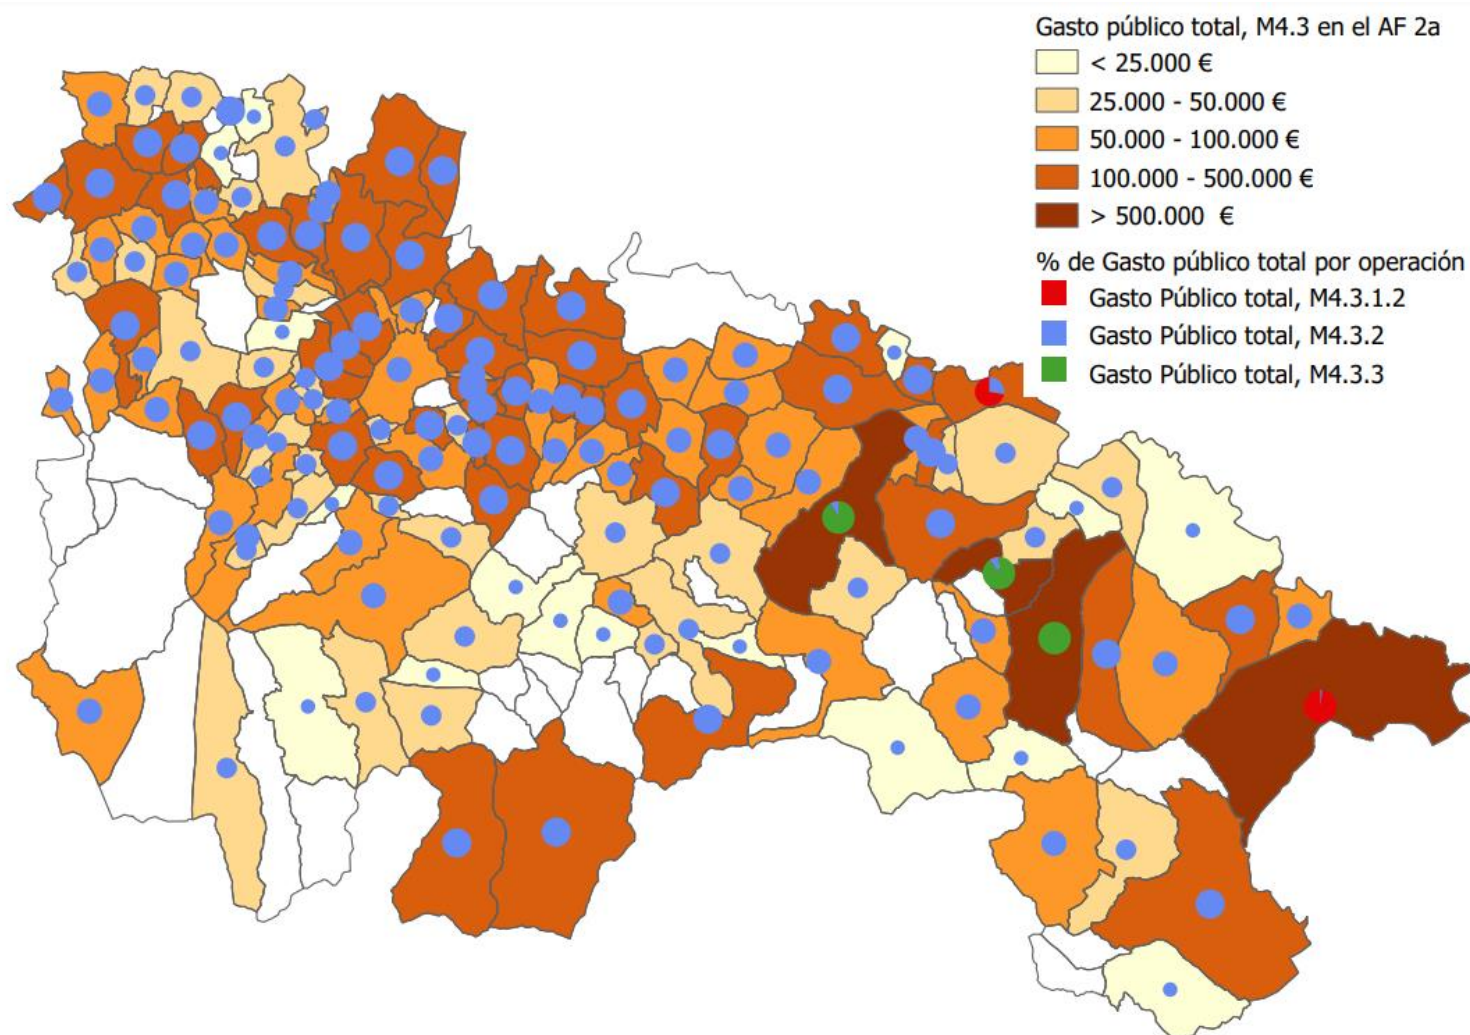 Gasto público total, M4.3 en el AF 2a
< 25.000 €
25.000 - 50.000 €
50.000 - 100.000 €
100.000 - 500.000 €
> 500.000 €
% de Gasto público total por operación
Gasto Público total, M4.3.1.2
Gasto Público total, M4.3.2
Gasto Público total, M4.3.3